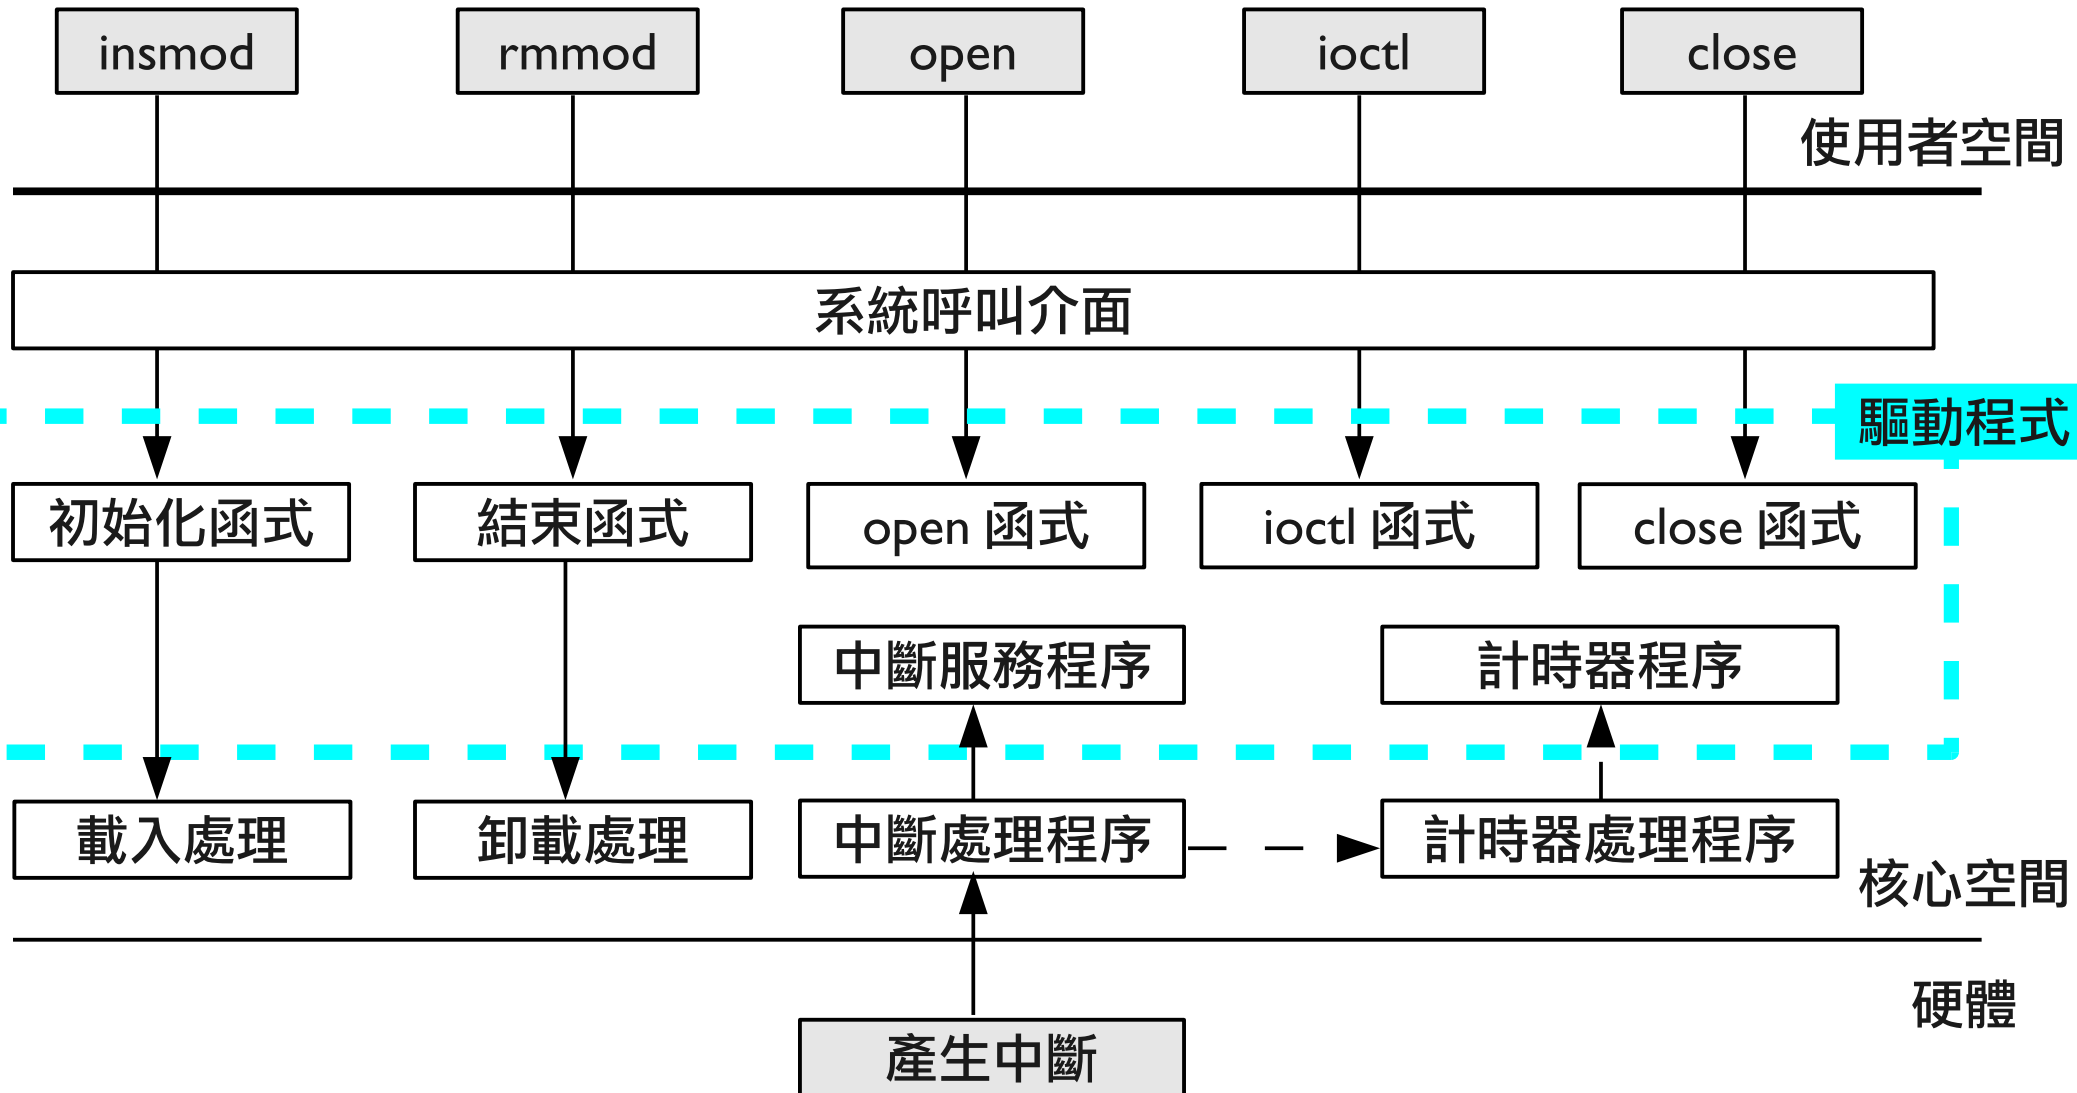 insmod
rmmod
open
ioctl
close
使用者空間
系統呼叫介面
驅動程式
初始化函式
結束函式
open 函式
ioctl 函式
close 函式
中斷服務程序
計時器程序
載入處理
卸載處理
中斷處理程序
計時器處理程序
核心空間
硬體
產生中斷